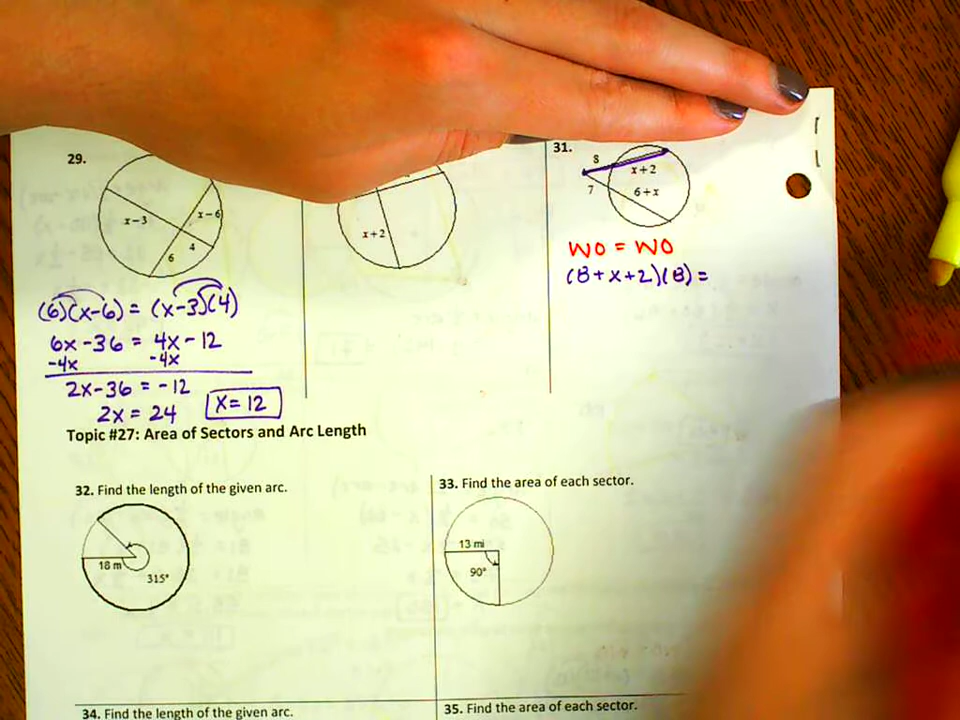 29.
x-3
x-6
4
6
(6)(x-6) = (x-3)(4)
6x-36 = 4x-12
-4x -4x
2x-36 = -12
2x = 24
x=12
x+2
31.
8
x+2
7
6+x
WO = WO
(8+x+2)(8) =
Topic #27: Area of Sectors and Arc Length
32. Find the length of the given arc.
18 m
315°
33. Find the area of each sector.
13 mi
90°
34. Find the length of the given arc.
35. Find the area of each sector.